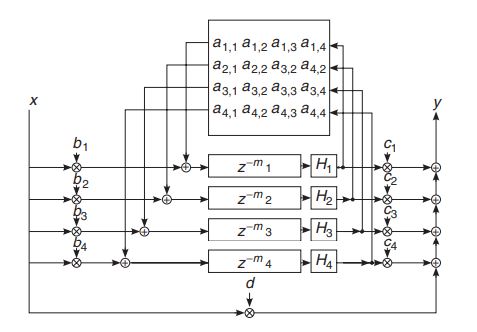 a1,1 a1,2 a1,3 a1,4
a2,1 a2,2 a3,2 a4,2
a3,1 a3,2 a3,3 a3,4
a4,1 a4,2 a4,3 a4,4
x
y
b1
c1
z−m1 H1
b2
c2
z−m2 H2
b3
c3
z−m3 H3
b4
c4
z−m4 H4
d